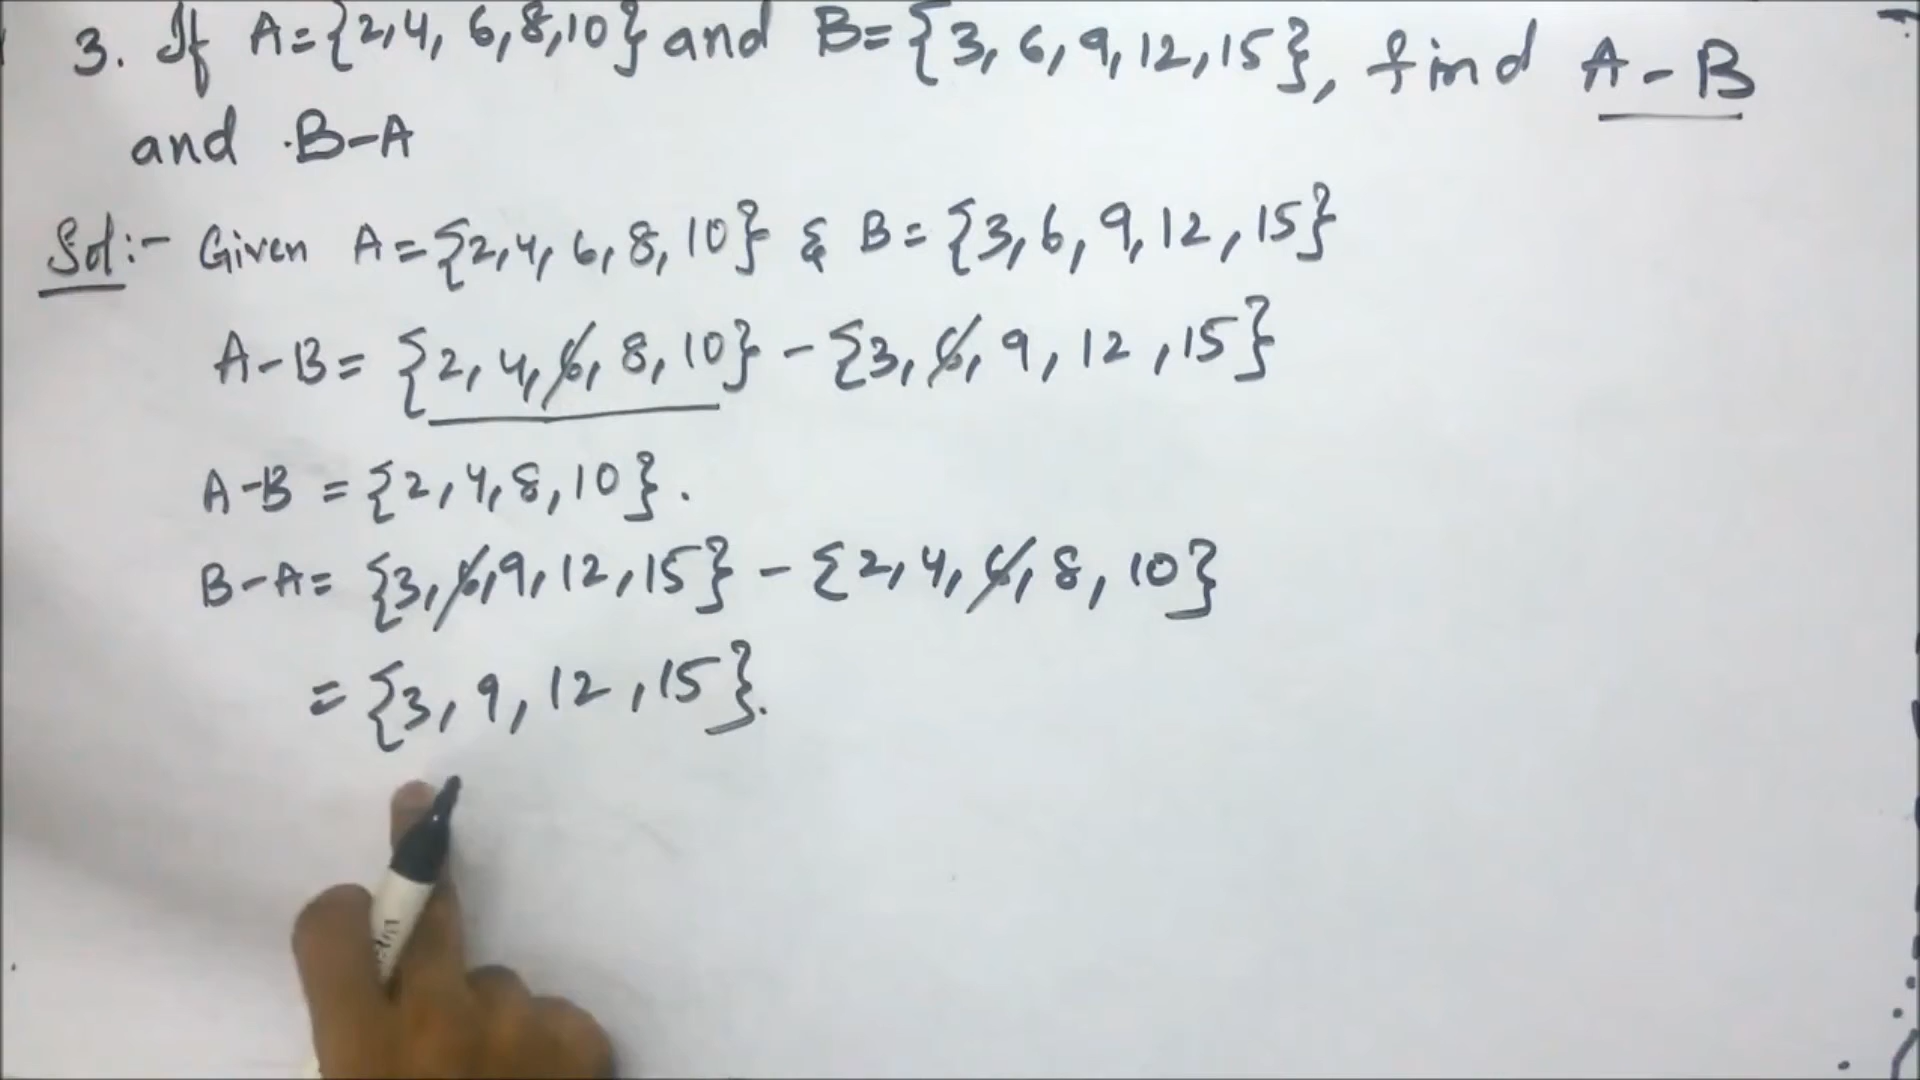 3. If A={2,4, 6,8,10} and B={3,6,9,12,15}, find A-B
and B-A
Sol:- Given A={2,4,6,8,10} & B={3,6,9,12,15}
A-B= {2,4,6,8,10} - {3,6,9,12,15}
A-B = {2,4,8,10}.
B-A= {3,6,9,12,15} - {2,4,6,8,10}
= {3,9,12,15}.